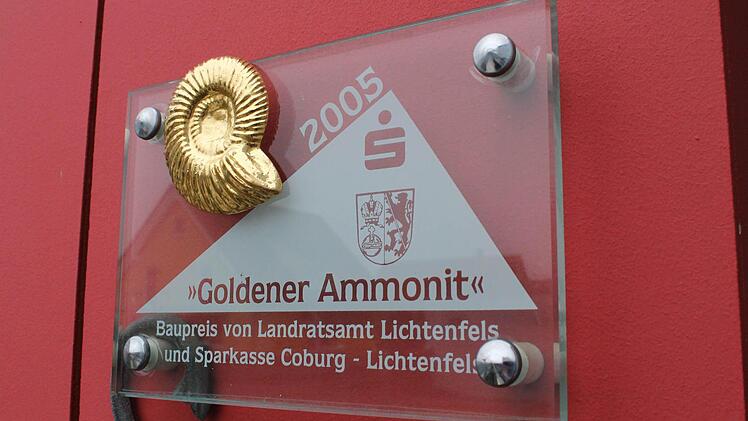 2005
»Goldener Ammonit«
Baupreis von Landratsamt Lichtenfels
und Sparkasse Coburg - Lichtenfels